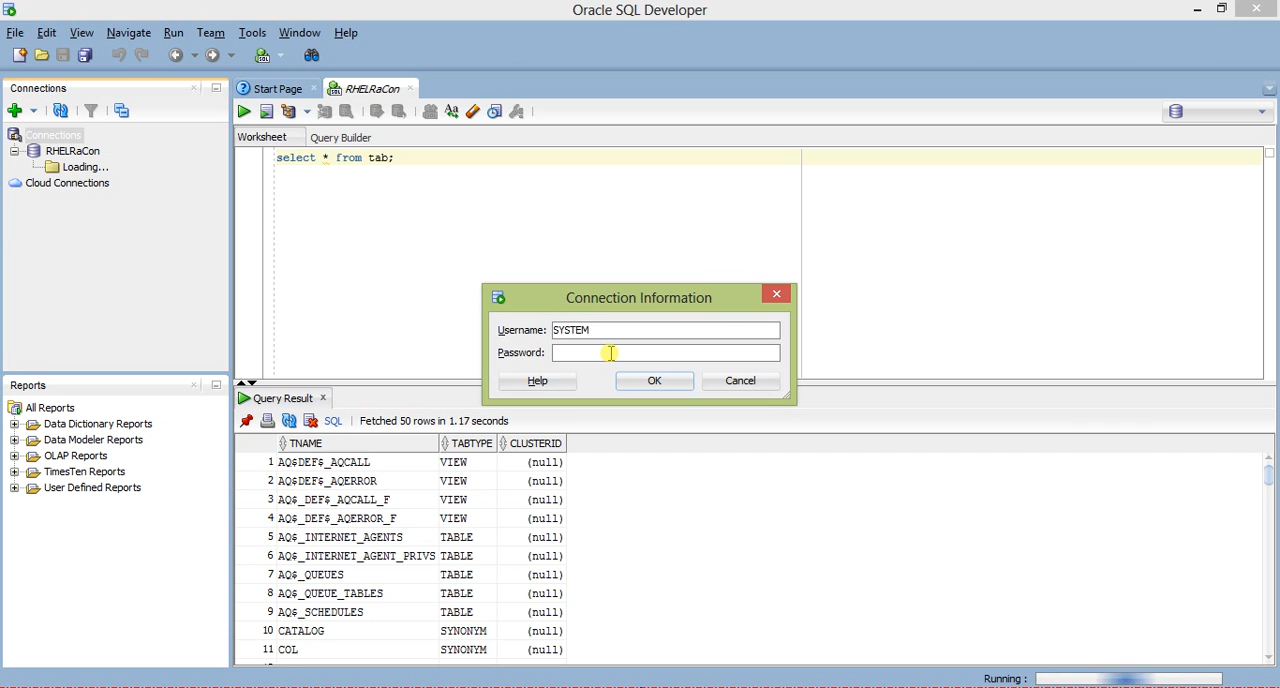 Oracle SQL Developer
File Edit View Navigate Run Team Tools Window Help
Connections
Start Page
RHELRaCon
Worksheet Query Builder
Connections
RHELRaCon
Loading...
Cloud Connections
select * from tab;
Connection Information
Username: SYSTEM
Password:
Help OK Cancel
Reports
All Reports
Data Dictionary Reports
Data Modeler Reports
OLAP Reports
TimesTen Reports
User Defined Reports
Query Result
SQL | Fetched 50 rows in 1.17 seconds
TNAME TABTYPE CLUSTERID
1 AQ$DEF$_AQCALL VIEW (null)
2 AQ$DEF$_AQERROR VIEW (null)
3 AQ$_DEF$_AQCALL_F VIEW (null)
4 AQ$_DEF$_AQERROR_F VIEW (null)
5 AQ$_INTERNET_AGENTS TABLE (null)
6 AQ$_INTERNET_AGENT_PRIVS TABLE (null)
7 AQ$_QUEUES TABLE (null)
8 AQ$_QUEUE_TABLES TABLE (null)
9 AQ$_SCHEDULES TABLE (null)
10 CATALOG SYNONYM (null)
11 COL SYNONYM (null)
Running :